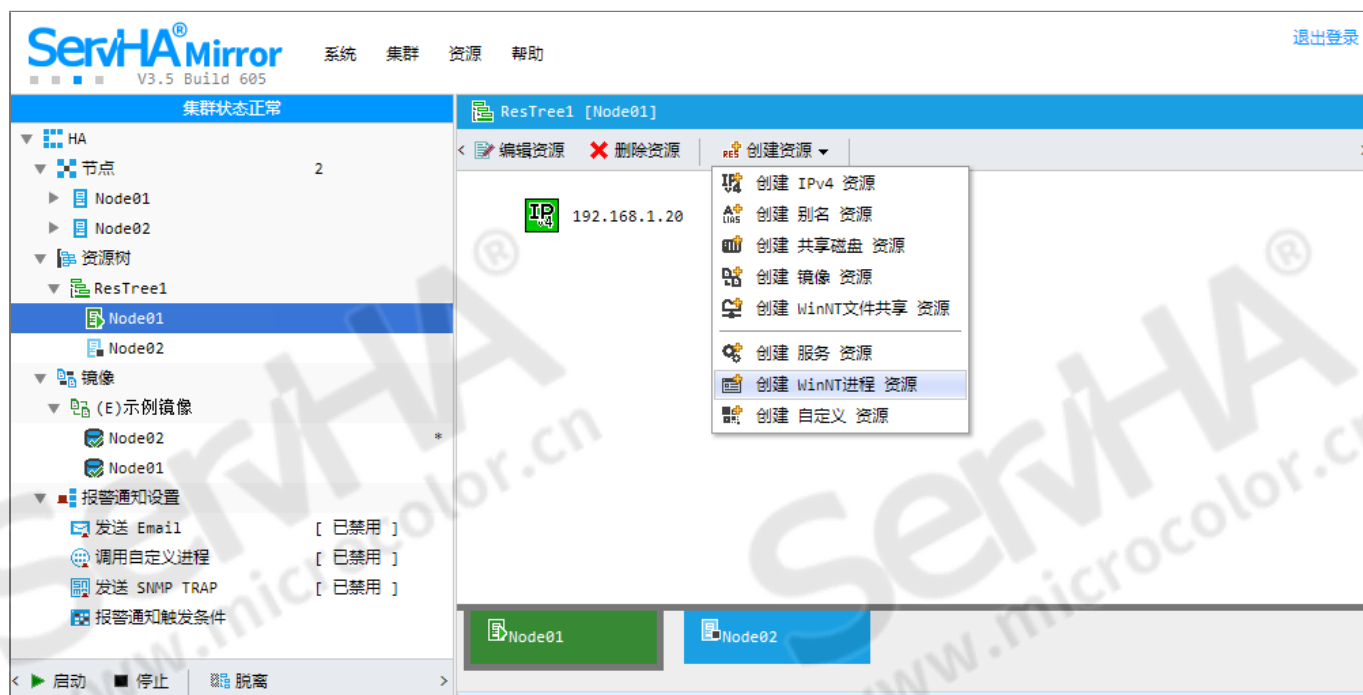 ServHA® Mirror
V3.5 Build 605
系统 集群 资源 帮助
退出登录
集群状态正常
HA
节点 2
Node01
Node02
资源树
ResTree1
Node01
Node02
镜像
(E)示例镜像
Node02 *
Node01
报警通知设置
发送 Email [ 已禁用 ]
调用自定义进程 [ 已禁用 ]
发送 SNMP TRAP [ 已禁用 ]
报警通知触发条件
< 启动 停止 脱离 >
ResTree1 [Node01]
< 编辑资源 删除资源 RES 创建资源
IPv4 192.168.1.20
IPv4 创建 IPv4 资源
ALIAS 创建 别名 资源
创建 共享磁盘 资源
创建 镜像 资源
创建 WinNT文件共享 资源
创建 服务 资源
创建 WinNT进程 资源
创建 自定义 资源
Node01
Node02
ServHA®
www.microcolor.cn
ServHA®
www.microcolor.cn